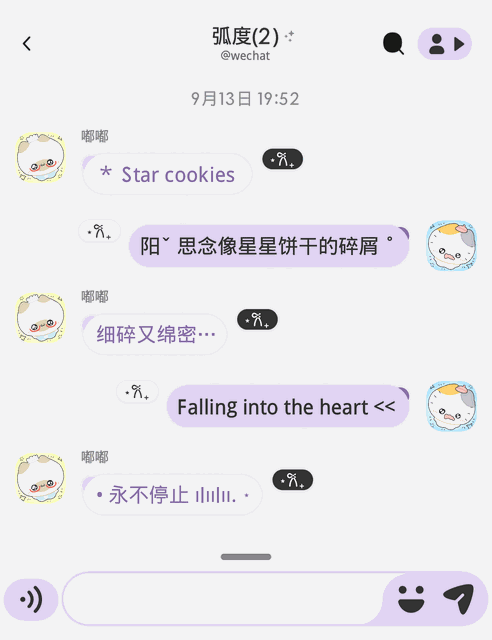 弧度(2)
@wechat
9月13日 19:52
嘟嘟
* Star cookies
阳ˇ 思念像星星饼干的碎屑 °
嘟嘟
细碎又绵密…
Falling into the heart <<
嘟嘟
• 永不停止 ılıılıı. ·